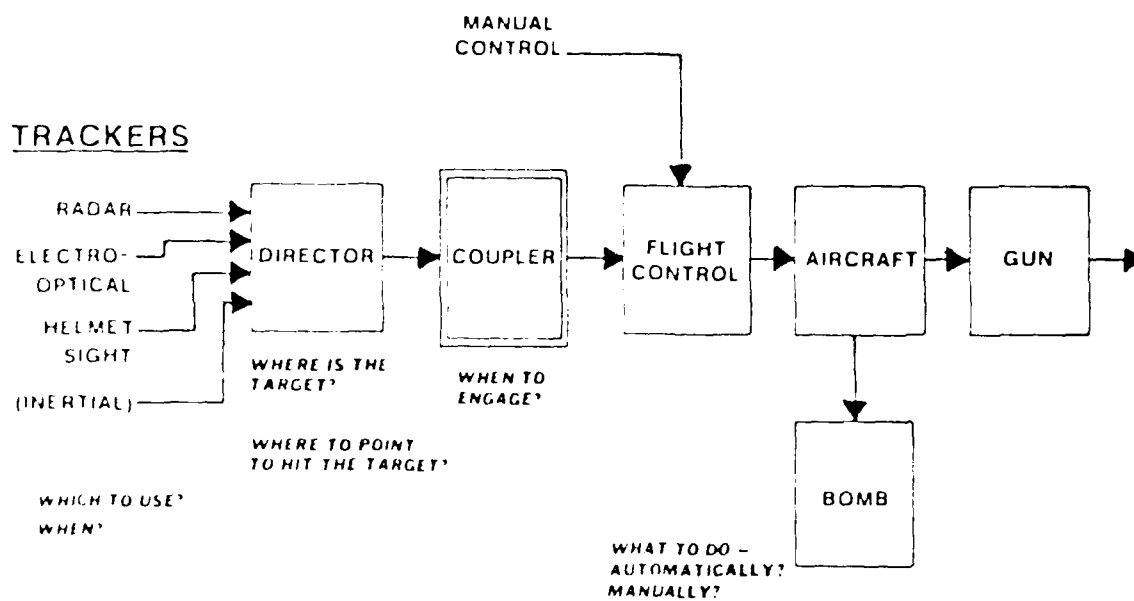 MANUAL
CONTROL
TRACKERS
RADAR
ELECTRO-
OPTICAL
HELMET
SIGHT
(INERTIAL)
DIRECTOR
COUPLER
FLIGHT
CONTROL
AIRCRAFT
GUN
BOMB
WHERE IS THE
TARGET?
WHERE TO POINT
TO HIT THE TARGET?
WHEN TO
ENGAGE?
WHICH TO USE?
WHEN?
WHAT TO DO –
AUTOMATICALLY?
MANUALLY?